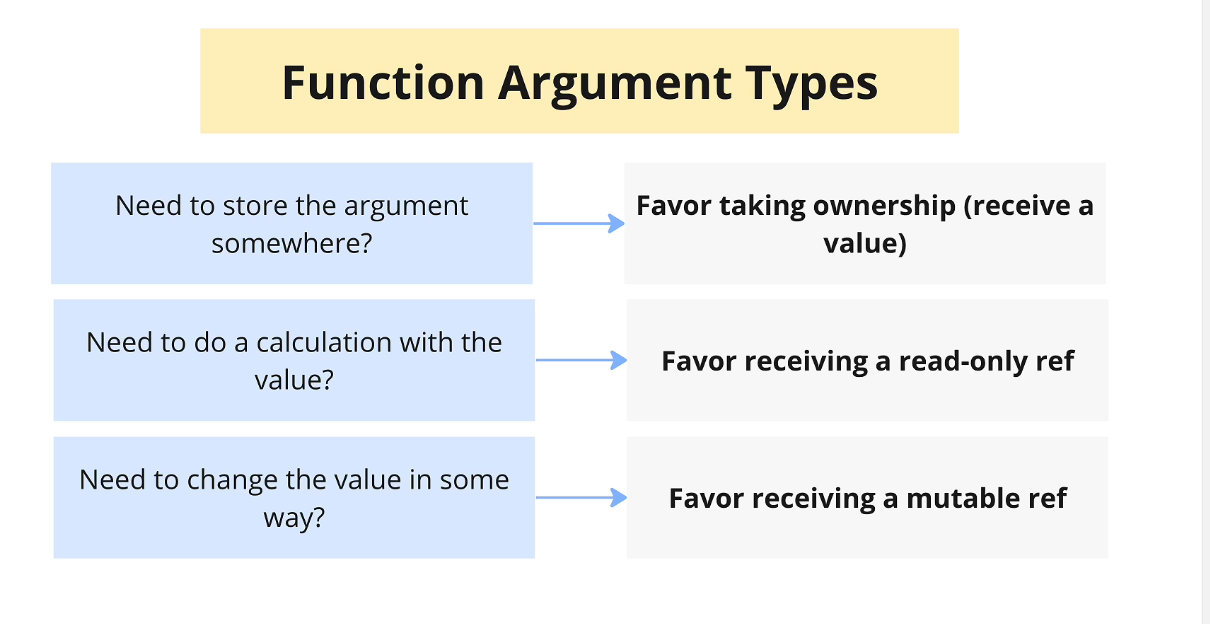 Function Argument Types
Need to store the argument
somewhere?
Favor taking ownership (receive a
value)
Need to do a calculation with the
value?
Favor receiving a read-only ref
Need to change the value in some
way?
Favor receiving a mutable ref